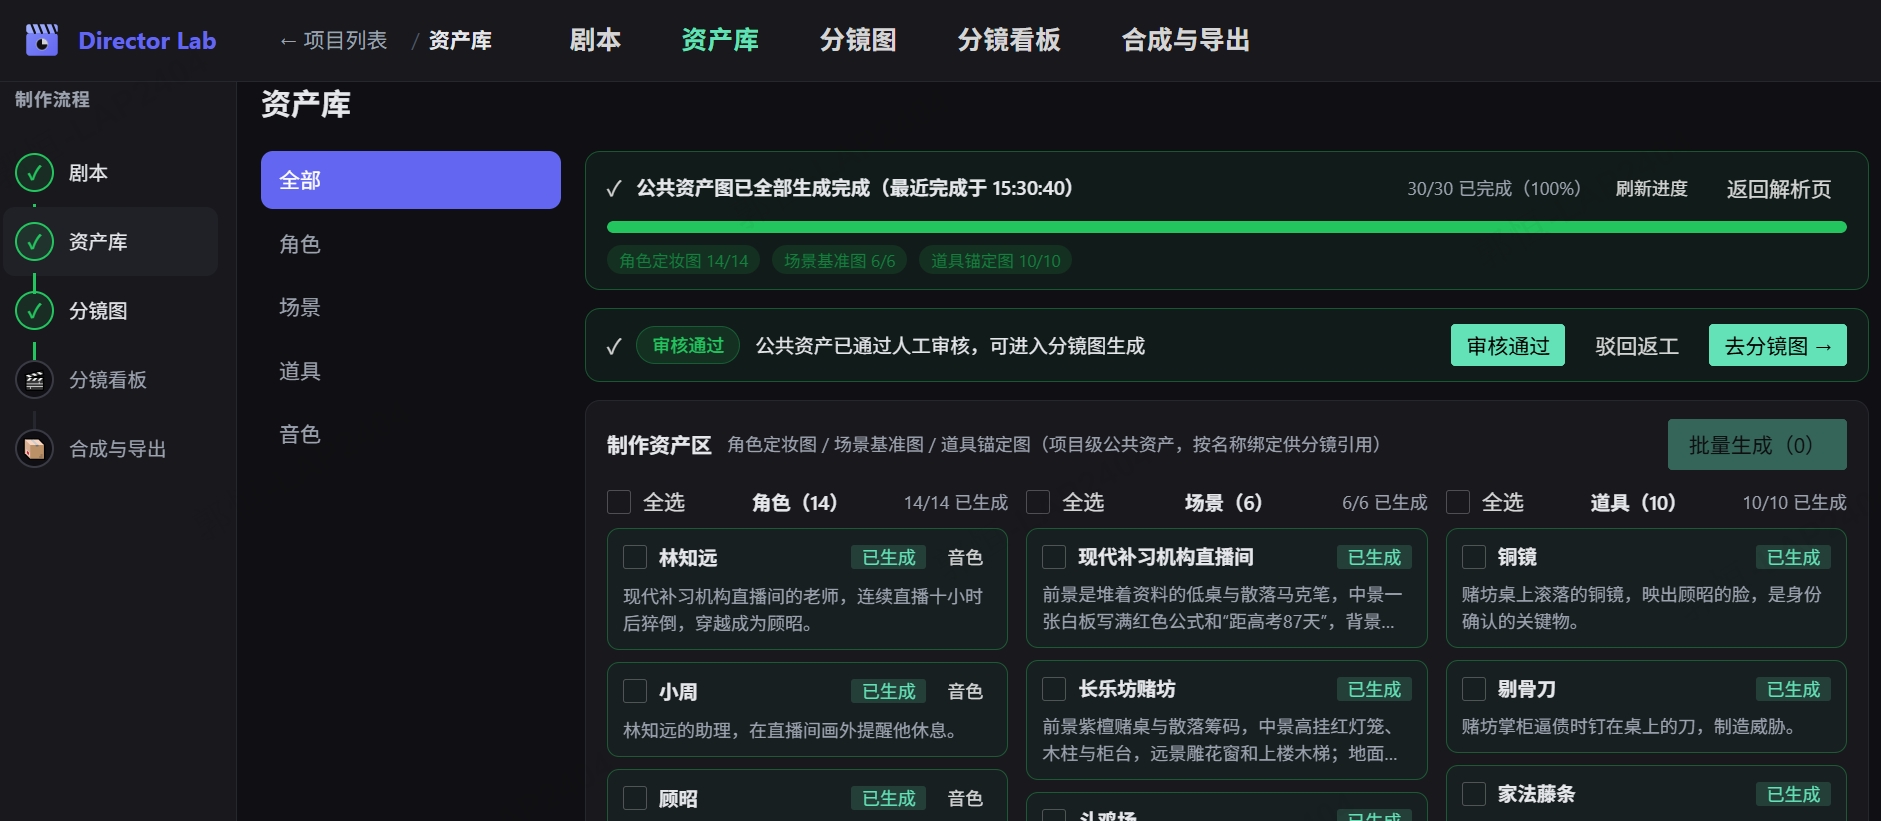 Director Lab
← 项目列表 / 资产库
剧本
资产库
分镜图
分镜看板
合成与导出
制作流程
剧本
资产库
分镜图
分镜看板
合成与导出
资产库
全部
角色
场景
道具
音色
✓ 公共资产图已全部生成完成（最近完成于 15:30:40）
30/30 已完成（100%）
刷新进度
返回解析页
角色定妆图 14/14
场景基准图 6/6
道具锚定图 10/10
✓ 审核通过 公共资产已通过人工审核，可进入分镜图生成
审核通过
驳回返工
去分镜图 →
制作资产区 角色定妆图 / 场景基准图 / 道具锚定图（项目级公共资产，按名称绑定供分镜引用）
批量生成（0）
全选 角色（14） 14/14 已生成
林知远 已生成 音色
现代补习机构直播间的老师，连续直播十小时
后猝倒，穿越成为顾昭。
小周 已生成 音色
林知远的助理，在直播间画外提醒他休息。
顾昭 已生成 音色
全选 场景（6） 6/6 已生成
现代补习机构直播间 已生成
前景是堆着资料的低桌与散落马克笔，中景一
张白板写满红色公式和“距高考87天”，背景...
长乐坊赌坊 已生成
前景紫檀赌桌与散落筹码，中景高挂红灯笼、
木柱与柜台，远景雕花窗和上楼木梯；地面...
斗鸡场 已生成
全选 道具（10） 10/10 已生成
铜镜 已生成
赌坊桌上滚落的铜镜，映出顾昭的脸，是身份
确认的关键物。
剔骨刀 已生成
赌坊掌柜逼债时钉在桌上的刀，制造威胁。
家法藤条 已生成